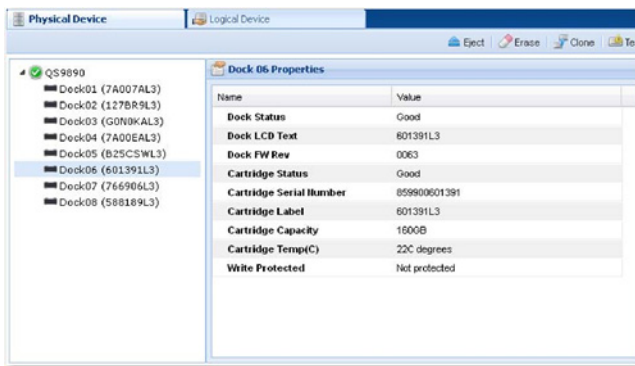 Physical Device
Logical Device
Eject Erase Clone Te
QS9890
Dock01 (7A007AL3)
Dock02 (127BR9L3)
Dock03 (G0N0KAL3)
Dock04 (7A00EAL3)
Dock05 (B25CSWL3)
Dock06 (601391L3)
Dock07 (766906L3)
Dock08 (588189L3)
Dock 06 Properties
Name Value
Dock Status Good
Dock LCD Text 601391L3
Dock FW Rev 0063
Cartridge Status Good
Cartridge Serial Number 859900601391
Cartridge Label 601391L3
Cartridge Capacity 160GB
Cartridge Temp(C) 22C degrees
Write Protected Not protected